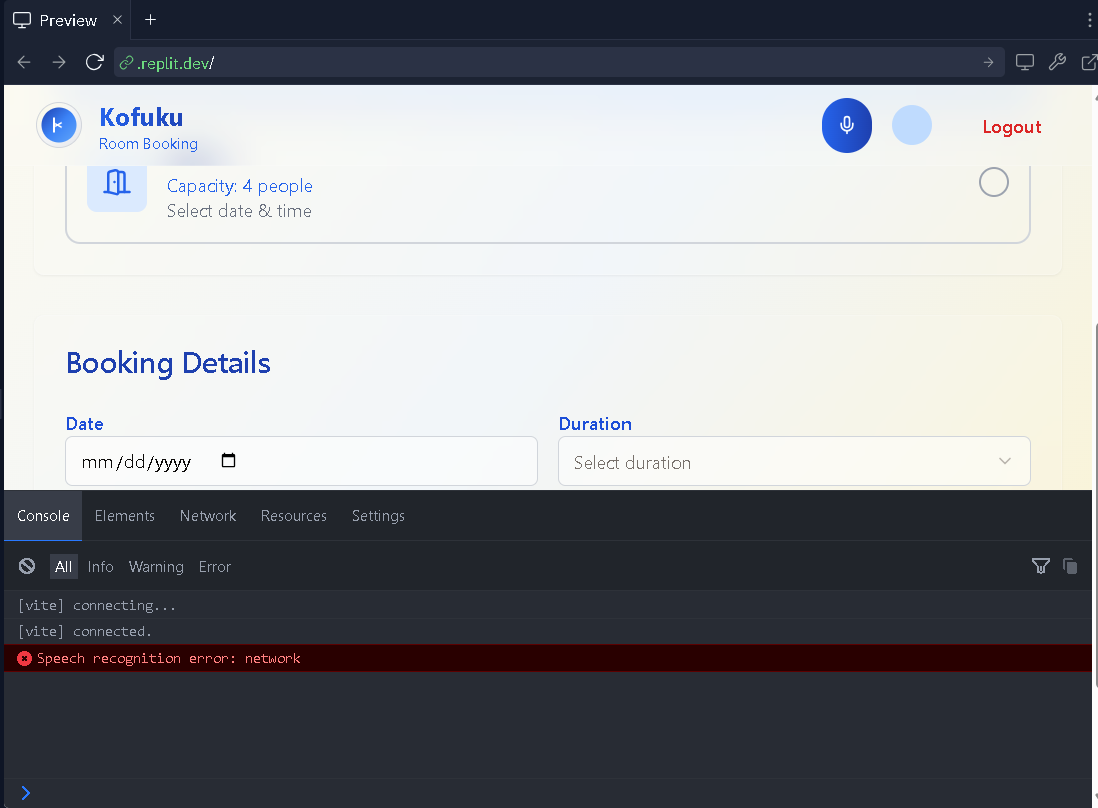 Preview
.replit.dev/
Kofuku
Room Booking
Logout
Capacity: 4 people
Select date & time
Booking Details
Date
Duration
mm/dd/yyyy
Select duration
Console Elements Network Resources Settings
All Info Warning Error
[vite] connecting...
[vite] connected.
Speech recognition error: network